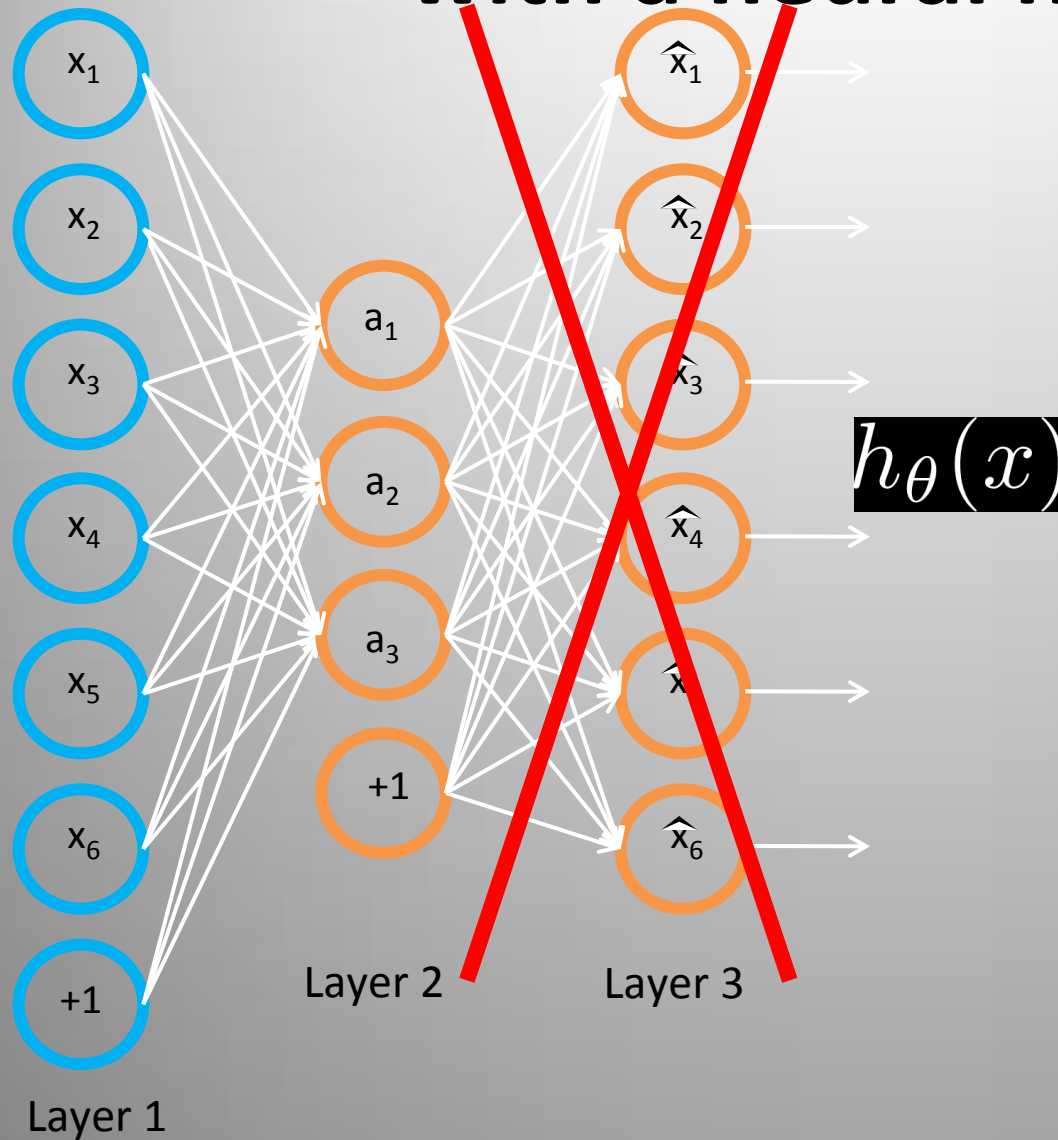 x₁
x₂
x₃
x₄
x₅
x₆
+1
Layer 1
a₁
a₂
a₃
+1
Layer 2
x̂₁
x̂₂
x̂₃
x̂₄
x̂
x̂₆
Layer 3
hθ(x)